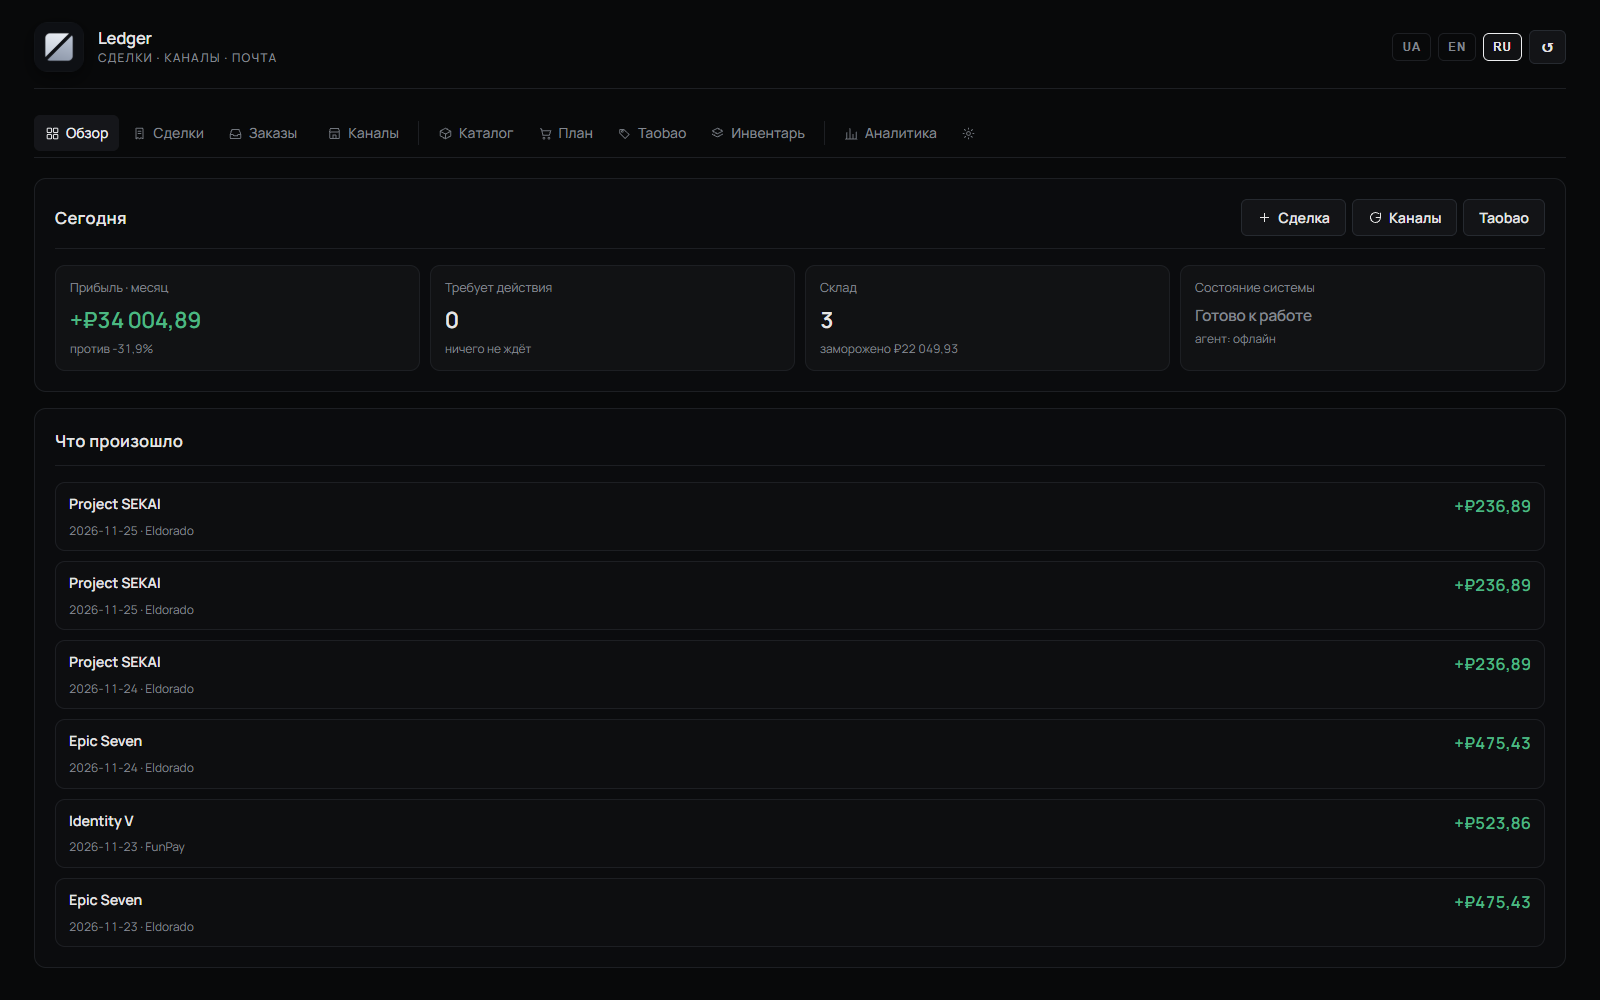 Ledger
СДЕЛКИ · КАНАЛЫ · ПОЧТА
UA EN RU
Обзор Сделки Заказы Каналы Каталог План Taobao Инвентарь Аналитика
Сегодня
+ Сделка Каналы Taobao
Прибыль · месяц
+₽34 004,89
против -31,9%
Требует действия
0
ничего не ждёт
Склад
3
заморожено ₽22 049,93
Состояние системы
Готово к работе
агент: офлайн
Что произошло
Project SEKAI
+₽236,89
2026-11-25 · Eldorado
Project SEKAI
+₽236,89
2026-11-25 · Eldorado
Project SEKAI
+₽236,89
2026-11-24 · Eldorado
Epic Seven
+₽475,43
2026-11-24 · Eldorado
Identity V
+₽523,86
2026-11-23 · FunPay
Epic Seven
+₽475,43
2026-11-23 · Eldorado